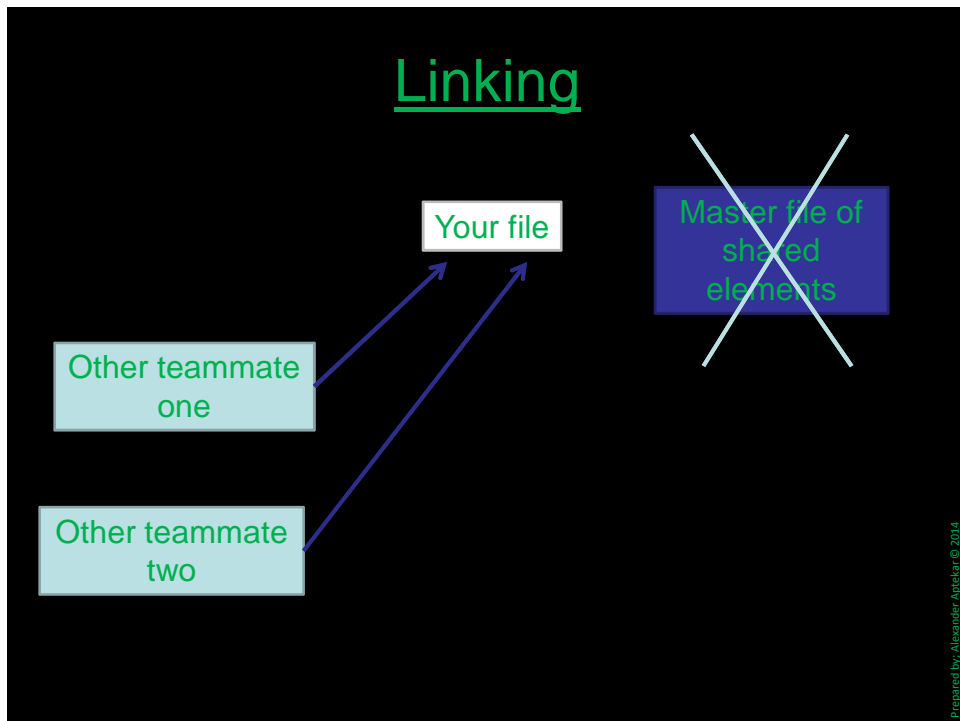 Linking
Your file
Master file of
shared
elements
Other teammate
one
Other teammate
two
Prepared by: Alexander Aptekar © 2014